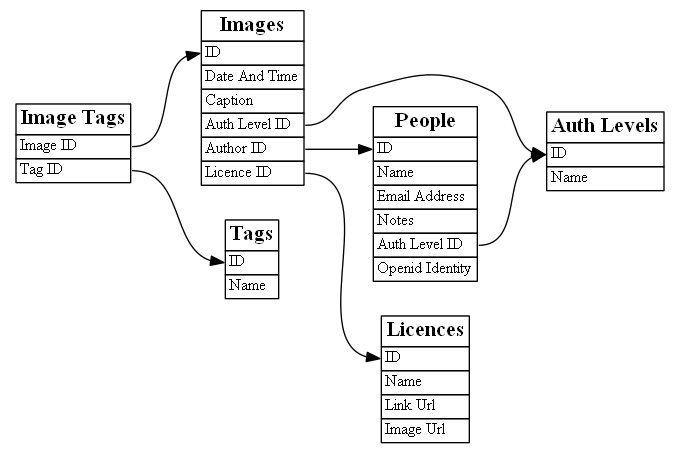 Image Tags
Image ID
Tag ID
Images
ID
Date And Time
Caption
Auth Level ID
Author ID
Licence ID
Tags
ID
Name
People
ID
Name
Email Address
Notes
Auth Level ID
Openid Identity
Licences
ID
Name
Link Url
Image Url
Auth Levels
ID
Name